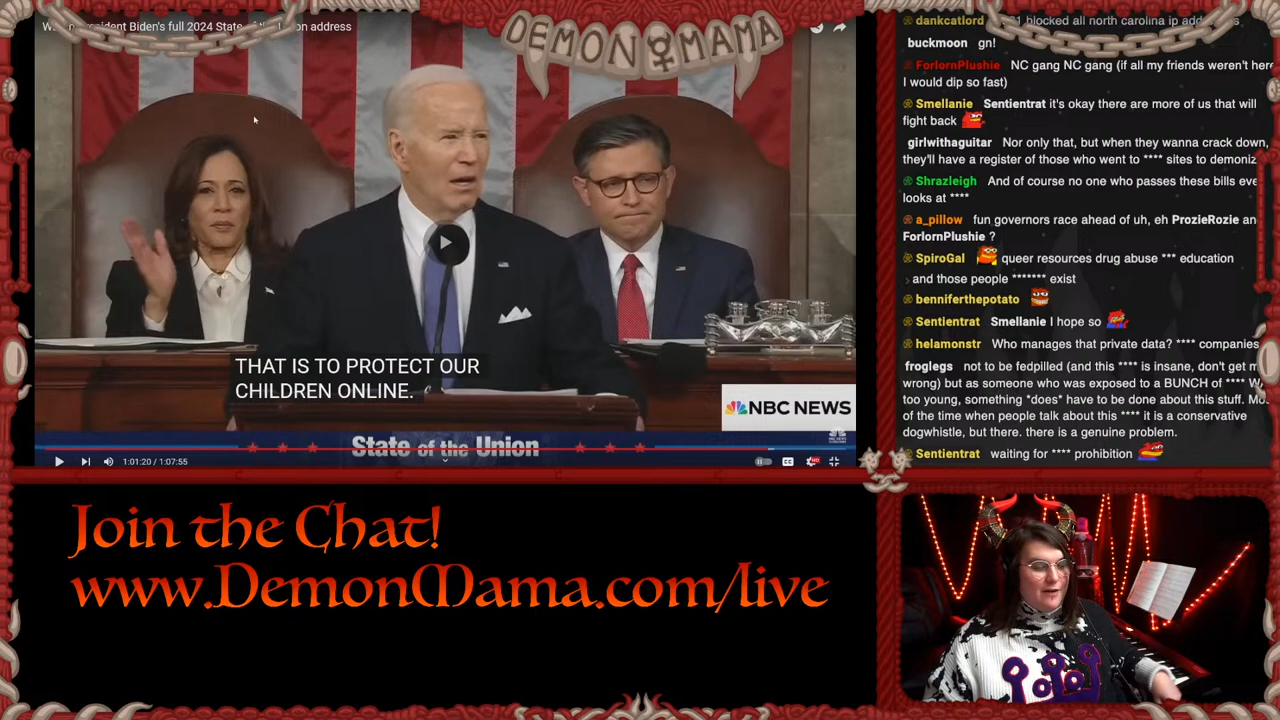 President Biden's full 2024 State of the Union address
DEMON MAMA
THAT IS TO PROTECT OUR
CHILDREN ONLINE.
NBC NEWS
State of the Union
1:01:20 / 1:07:55
CC
HD
dankcatlord blocked all north carolina ip
buckmoon gn!
ForlornPlushie NC gang NC gang (if all my friends weren't here
I would dip so fast)
Smellanie Sentientrat it's okay there are more of us that will
fight back
girlwithaguitar Nor only that, but when they wanna crack down,
they'll have a register of those who went to **** sites to
Shrazleigh And of course no one who passes these bills
looks at ****
a_pillow fun governors race ahead of uh, eh ProzieRozie
ForlornPlushie ?
SpiroGal queer resources drug abuse *** education
and those people ******* exist
benniferthepotato
Sentientrat Smellanie I hope so
helamonstr Who manages that private data? **** companies
froglegs not to be fedpilled (and this **** is insane, don't get
wrong) but as someone who was exposed to a BUNCH of ****
too young, something *does* have to be done about this stuff.
of the time when people talk about this **** it is a conservative
dogwhistle, but there. there is a genuine problem.
Sentientrat waiting for **** prohibition
Join the Chat!
www.DemonMama.com/live